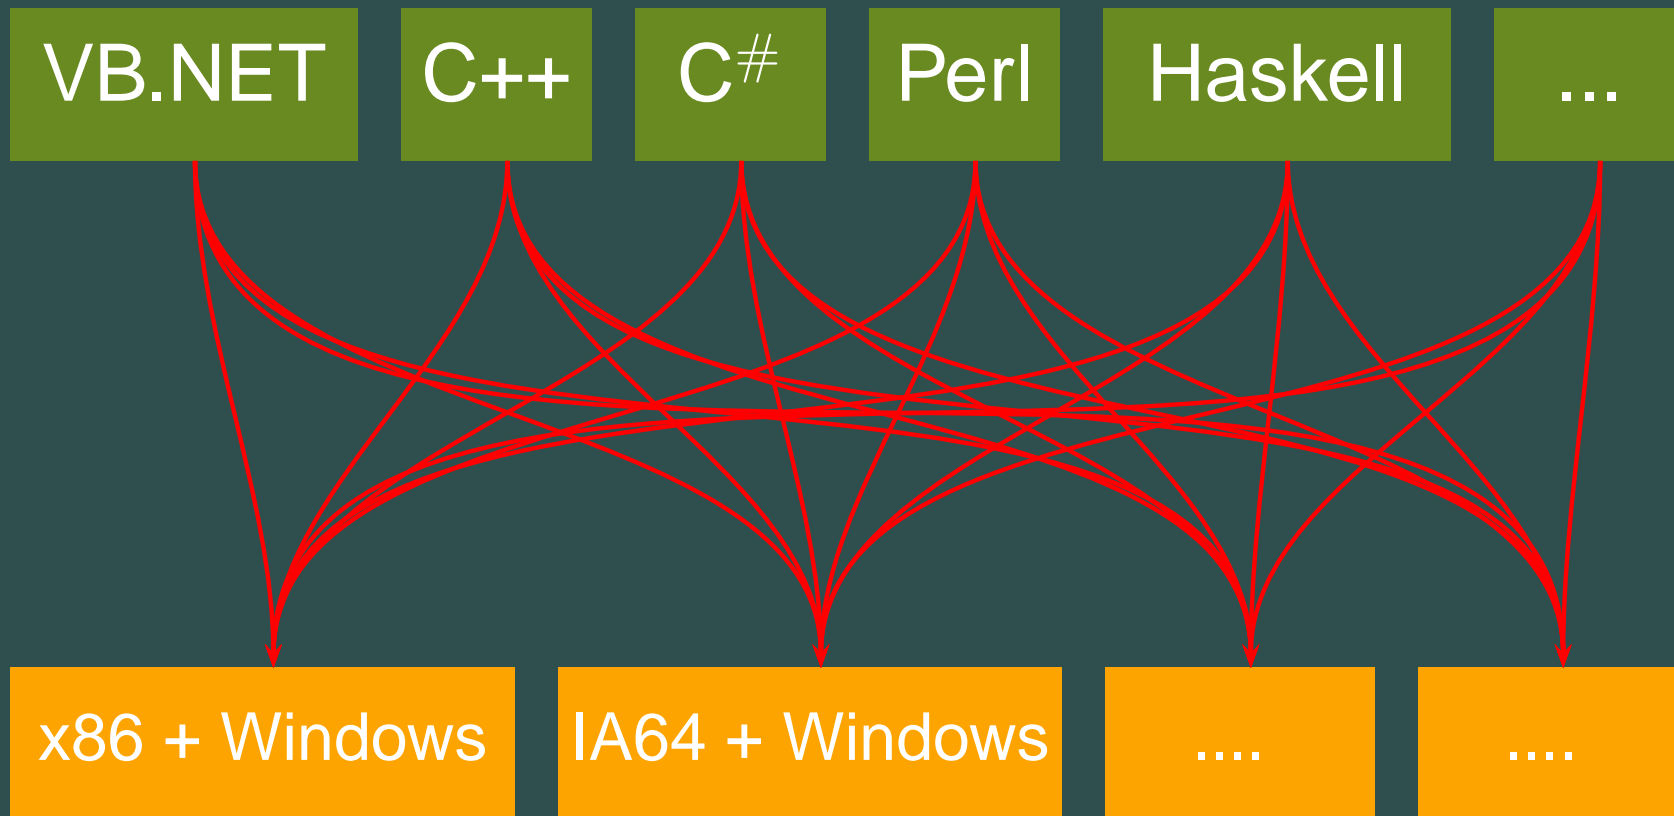 VB.NET
C++
C#
Perl
Haskell
...
x86 + Windows
IA64 + Windows
....
....